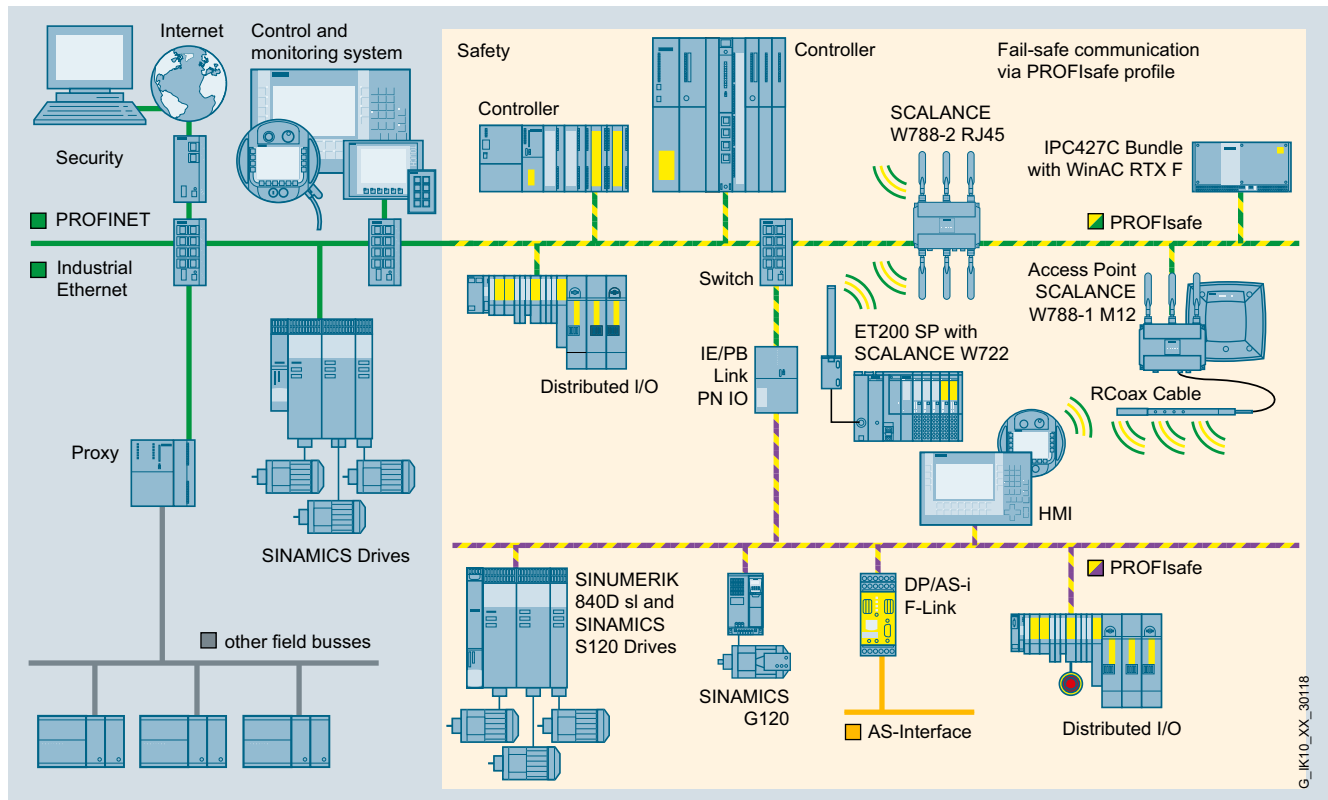 Internet
Control and
monitoring system
Security
PROFINET
Industrial
Ethernet
Proxy
SINAMICS Drives
other field busses
Safety
Controller
Controller
Fail-safe communication
via PROFIsafe profile
SCALANCE
W788-2 RJ45
IPC427C Bundle
with WinAC RTX F
PROFIsafe
Switch
Access Point
SCALANCE
W788-1 M12
Distributed I/O
IE/PB
Link
PN IO
ET200 SP with
SCALANCE W722
RCoax Cable
HMI
SINUMERIK
840D sl and
SINAMICS
S120 Drives
SINAMICS
G120
DP/AS-i
F-Link
PROFIsafe
AS-Interface
Distributed I/O
G_IK10_XX_30118